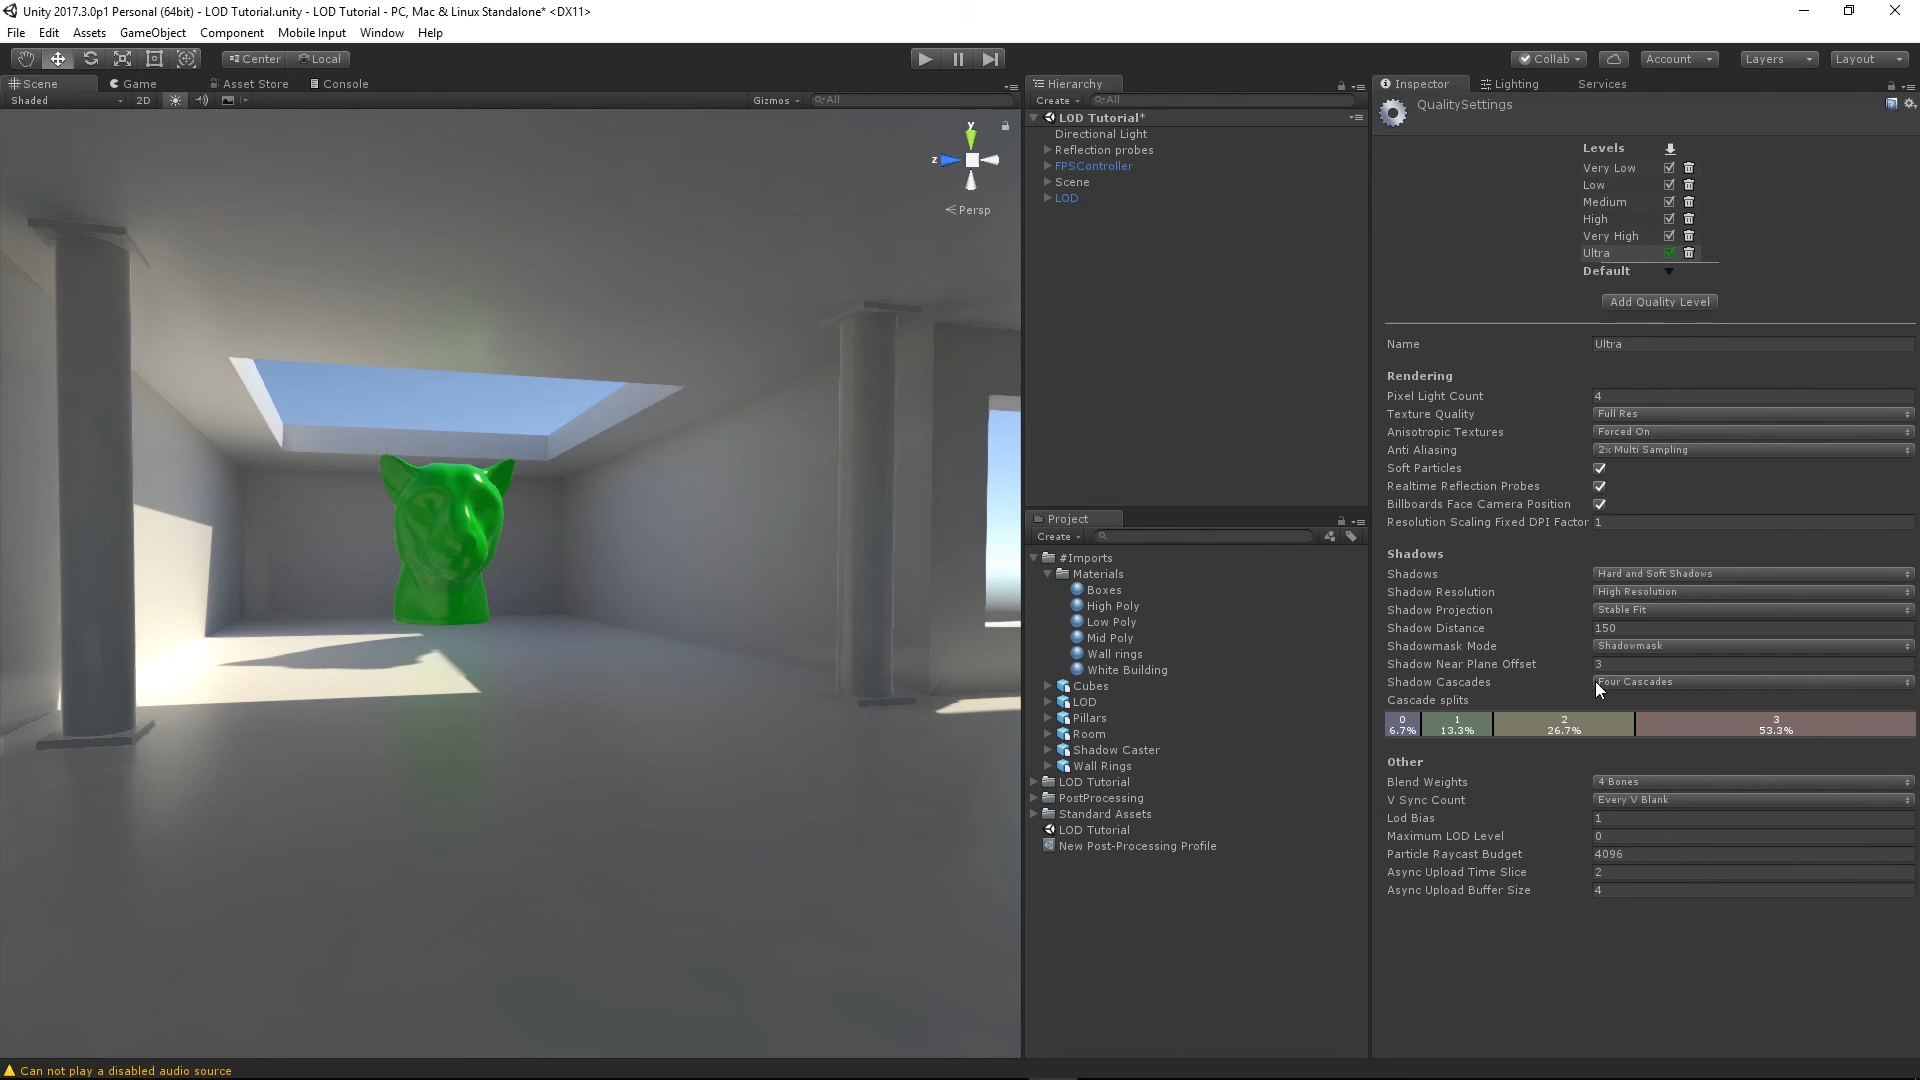 Unity 2017.3.0p1 Personal (64bit) - LOD Tutorial.unity - LOD Tutorial - PC, Mac & Linux Standalone* <DX11>
File Edit Assets GameObject Component Mobile Input Window Help
Center Local Collab Account Layers Layout
Scene Game Asset Store Console
Shaded 2D Gizmos All
y
z
Persp
Hierarchy
Create All
LOD Tutorial*
Directional Light
Reflection probes
FPSController
Scene
LOD
Project
Create
#Imports
Materials
Boxes
High Poly
Low Poly
Mid Poly
Wall rings
White Building
Cubes
LOD
Pillars
Room
Shadow Caster
Wall Rings
LOD Tutorial
PostProcessing
Standard Assets
LOD Tutorial
New Post-Processing Profile
Inspector Lighting Services
QualitySettings
Levels
Very Low
Low
Medium
High
Very High
Ultra
Default
Add Quality Level
Name Ultra
Rendering
Pixel Light Count 4
Texture Quality Full Res
Anisotropic Textures Forced On
Anti Aliasing 2x Multi Sampling
Soft Particles
Realtime Reflection Probes
Billboards Face Camera Position
Resolution Scaling Fixed DPI Factor 1
Shadows
Shadows Hard and Soft Shadows
Shadow Resolution High Resolution
Shadow Projection Stable Fit
Shadow Distance 150
Shadowmask Mode Shadowmask
Shadow Near Plane Offset 3
Shadow Cascades Four Cascades
Cascade splits
0 1 2 3
6.7% 13.3% 26.7% 53.3%
Other
Blend Weights 4 Bones
V Sync Count Every V Blank
Lod Bias 1
Maximum LOD Level 0
Particle Raycast Budget 4096
Async Upload Time Slice 2
Async Upload Buffer Size 4
Can not play a disabled audio source